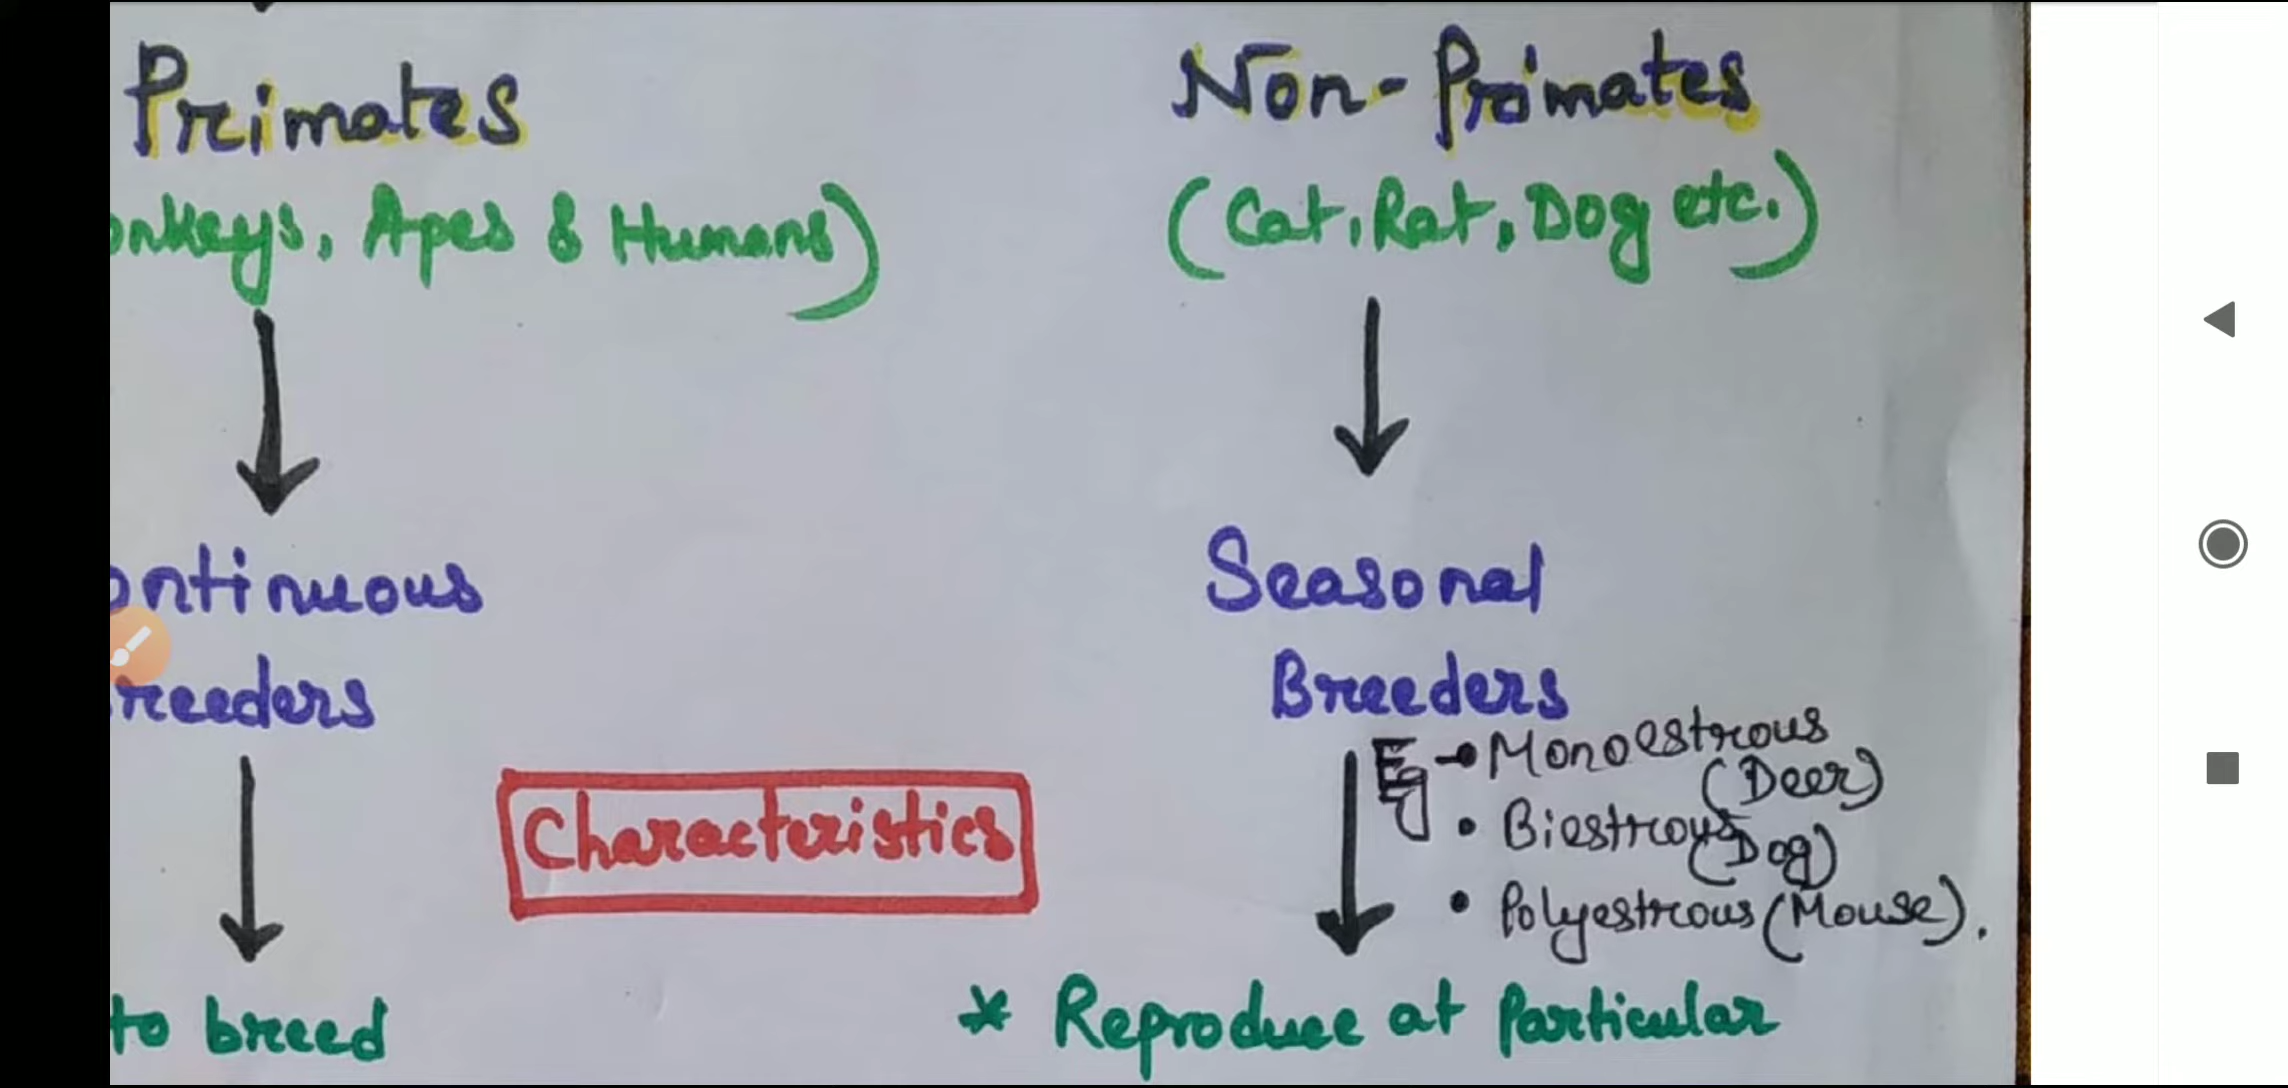 Primates
Non-Primates
onkeys, Apes & Humans)
(Cat, Rat, Dog etc.)
ontinuous
reeders
Seasonal
Breeders
Eg → Monoestrous
(Deer)
• Biestrous
(Dog)
• Polyestrous (Mouse).
Characteristics
to breed
* Reproduce at Particular